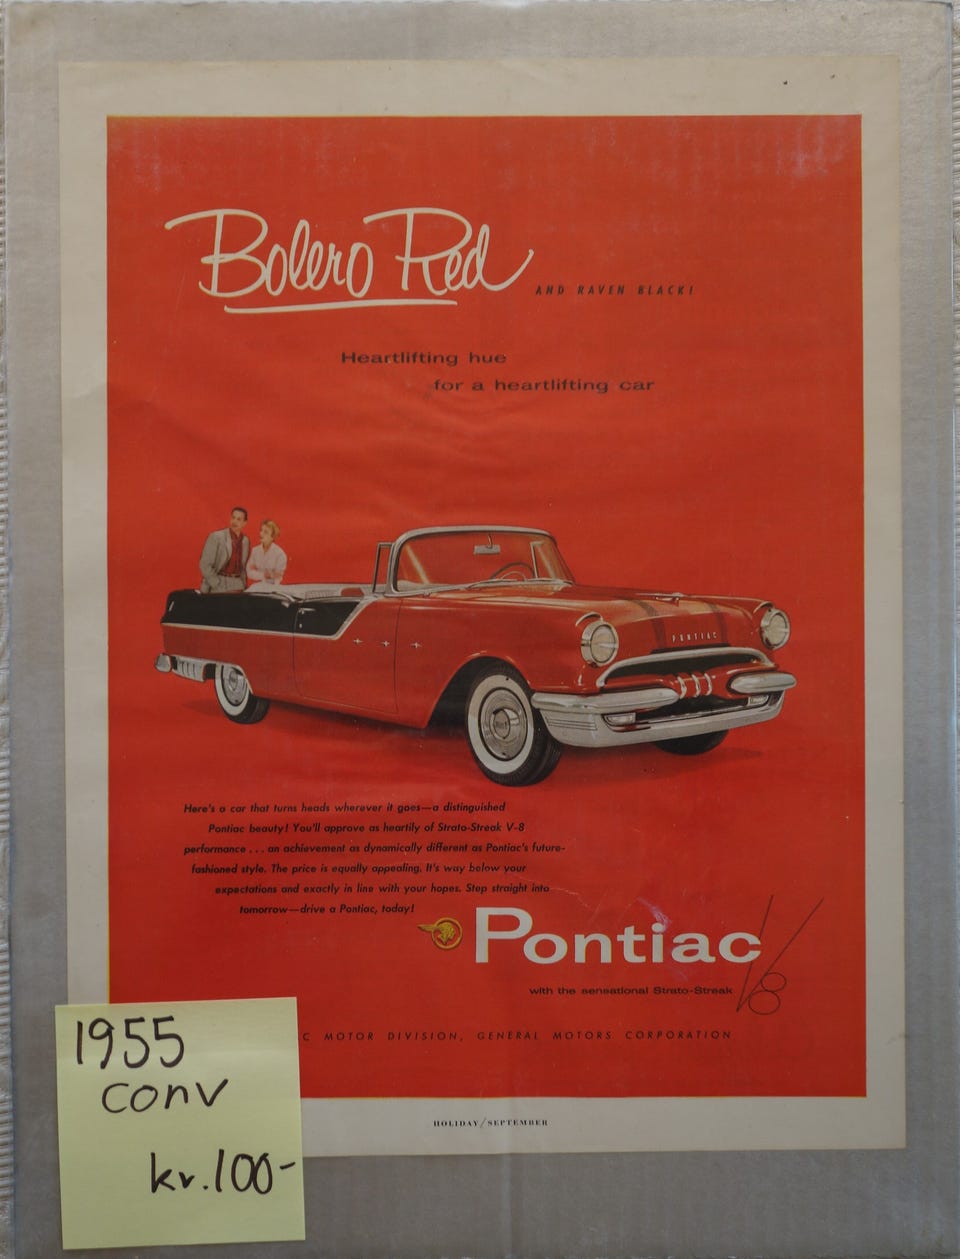 Bolero Red AND RAVEN BLACK!
Heartlifting hue
for a heartlifting car
PONTIAC
Here's a car that turns heads wherever it goes—a distinguished
Pontiac beauty! You'll approve as heartily of Strato-Streak V-8
performance . . . an achievement as dynamically different as Pontiac's future-
fashioned style. The price is equally appealing. It's way below your
expectations and exactly in line with your hopes. Step straight into
tomorrow—drive a Pontiac, today!
Pontiac
with the sensational Strato-Streak V8
C MOTOR DIVISION, GENERAL MOTORS CORPORATION
HOLIDAY/SEPTEMBER
1955
conv
kr.100-